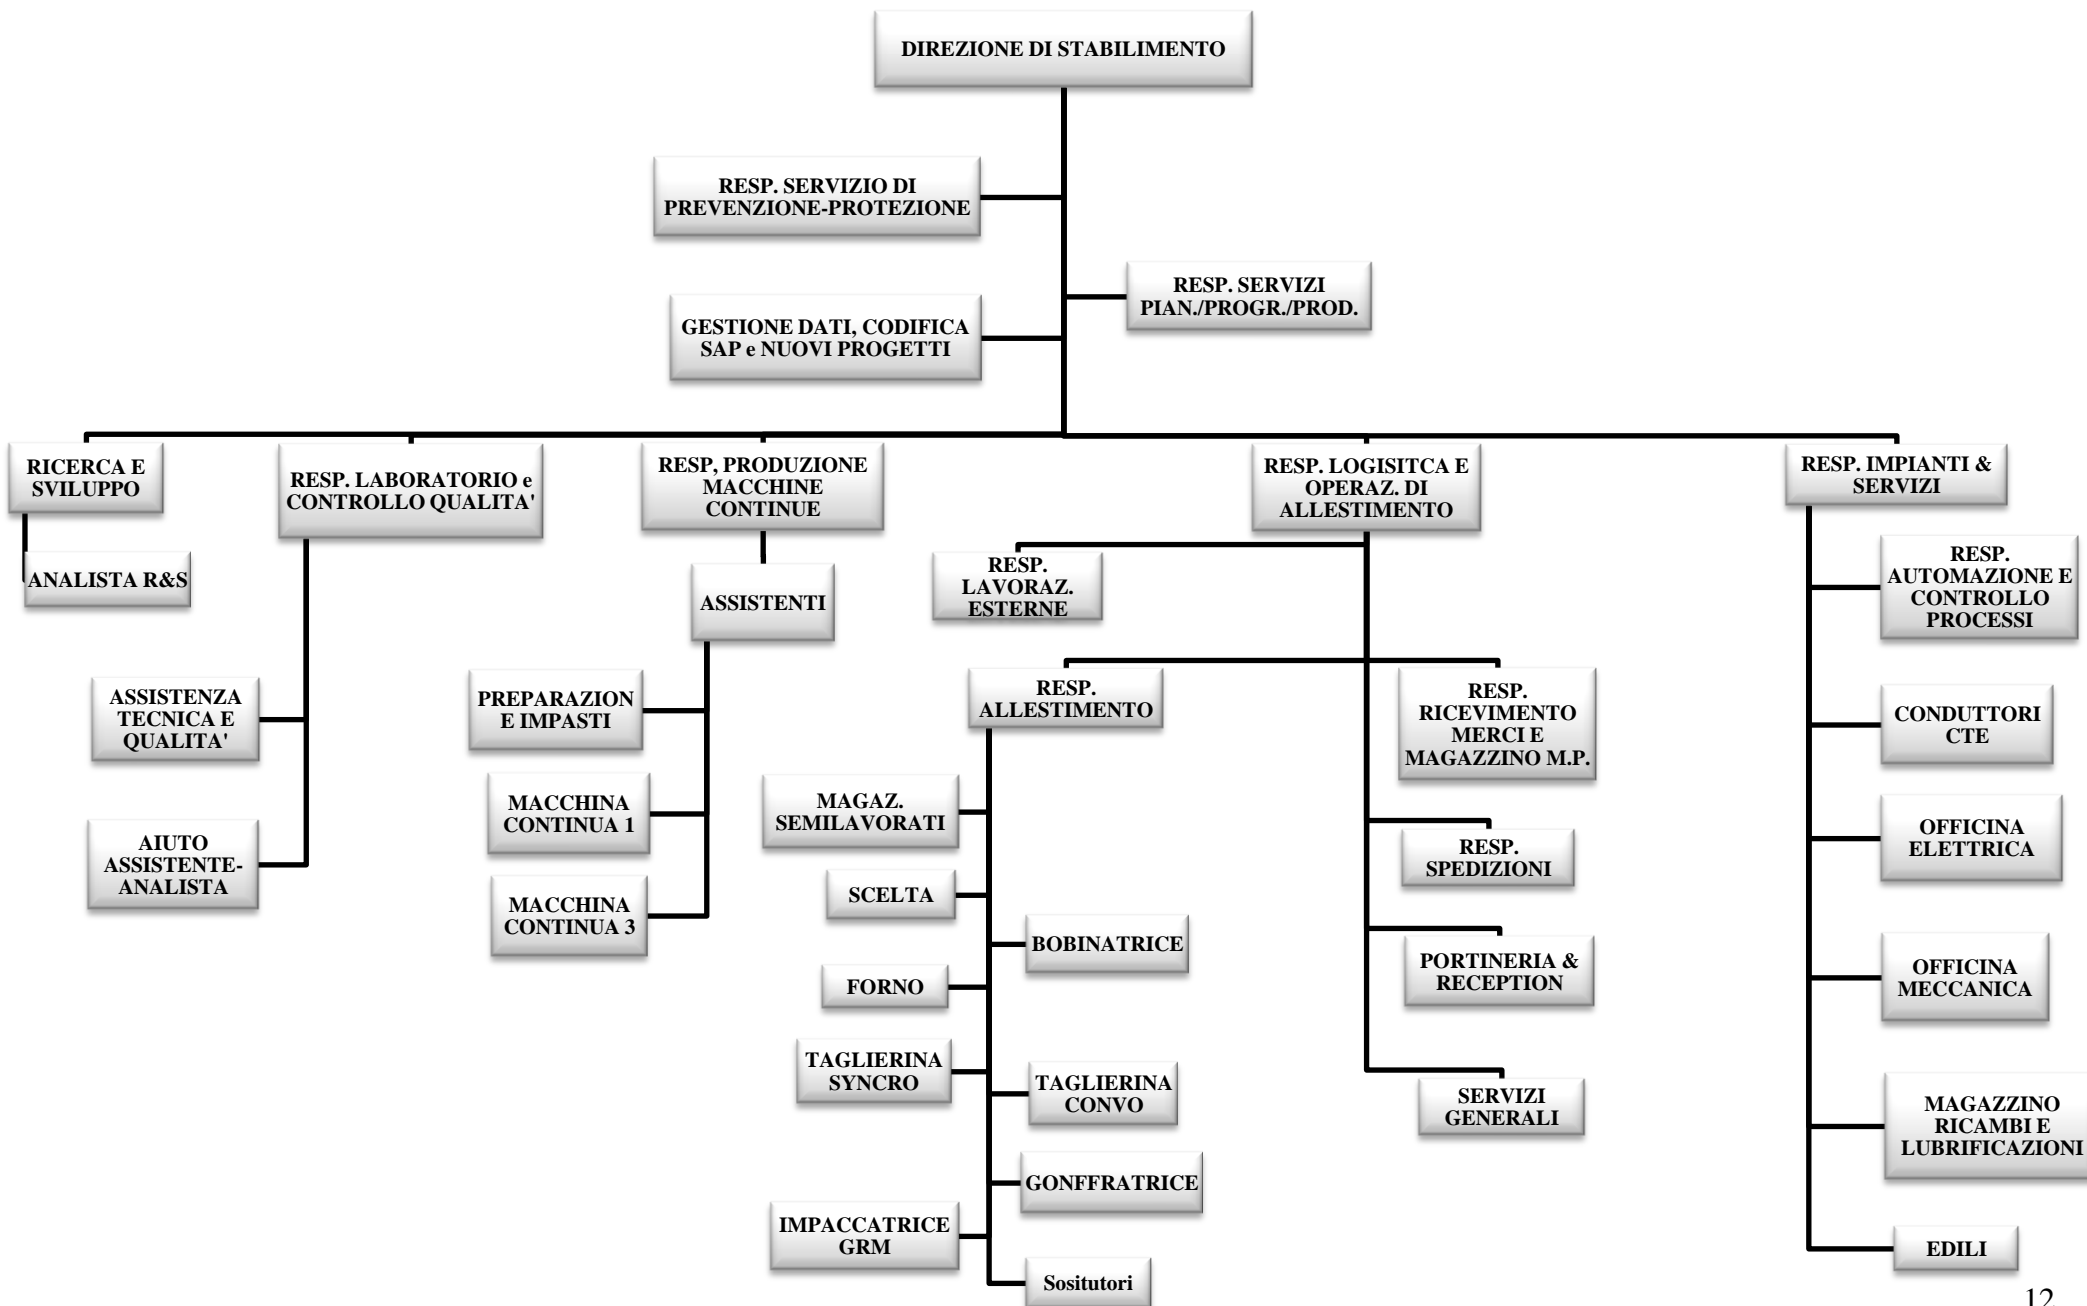 DIREZIONE DI STABILIMENTO
RESP. SERVIZIO DI
PREVENZIONE-PROTEZIONE
RESP. SERVIZI
PIAN./PROGR./PROD.
GESTIONE DATI, CODIFICA
SAP e NUOVI PROGETTI
RICERCA E
SVILUPPO
ANALISTA R&S
RESP. LABORATORIO e
CONTROLLO QUALITA'
ASSISTENZA
TECNICA E
QUALITA'
AIUTO
ASSISTENTE-
ANALISTA
RESP, PRODUZIONE
MACCHINE
CONTINUE
ASSISTENTI
PREPARAZION
E IMPASTI
MACCHINA
CONTINUA 1
MACCHINA
CONTINUA 3
RESP. LOGISITCA E
OPERAZ. DI
ALLESTIMENTO
RESP.
LAVORAZ.
ESTERNE
RESP.
ALLESTIMENTO
MAGAZ.
SEMILAVORATI
SCELTA
BOBINATRICE
FORNO
TAGLIERINA
SYNCRO
TAGLIERINA
CONVO
GONFFRATRICE
IMPACCATRICE
GRM
Sositutori
RESP.
RICEVIMENTO
MERCI E
MAGAZZINO M.P.
RESP.
SPEDIZIONI
PORTINERIA &
RECEPTION
SERVIZI
GENERALI
RESP. IMPIANTI &
SERVIZI
RESP.
AUTOMAZIONE E
CONTROLLO
PROCESSI
CONDUTTORI
CTE
OFFICINA
ELETTRICA
OFFICINA
MECCANICA
MAGAZZINO
RICAMBI E
LUBRIFICAZIONI
EDILI
12